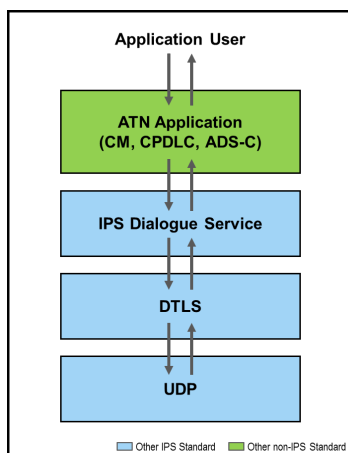 Application User
ATN Application
(CM, CPDLC, ADS-C)
IPS Dialogue Service
DTLS
UDP
Other IPS Standard Other non-IPS Standard